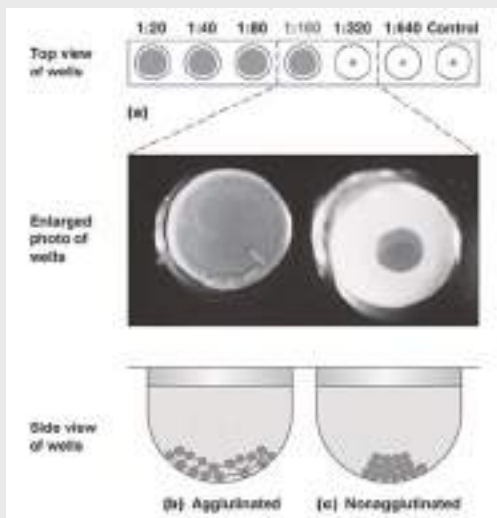 1:20 1:40 1:80 1:160 1:320 1:640 Control
Top view
of wells
(a)
Enlarged
photo of
wells
Side view
of wells
(b) Agglutinated (c) Nonagglutinated